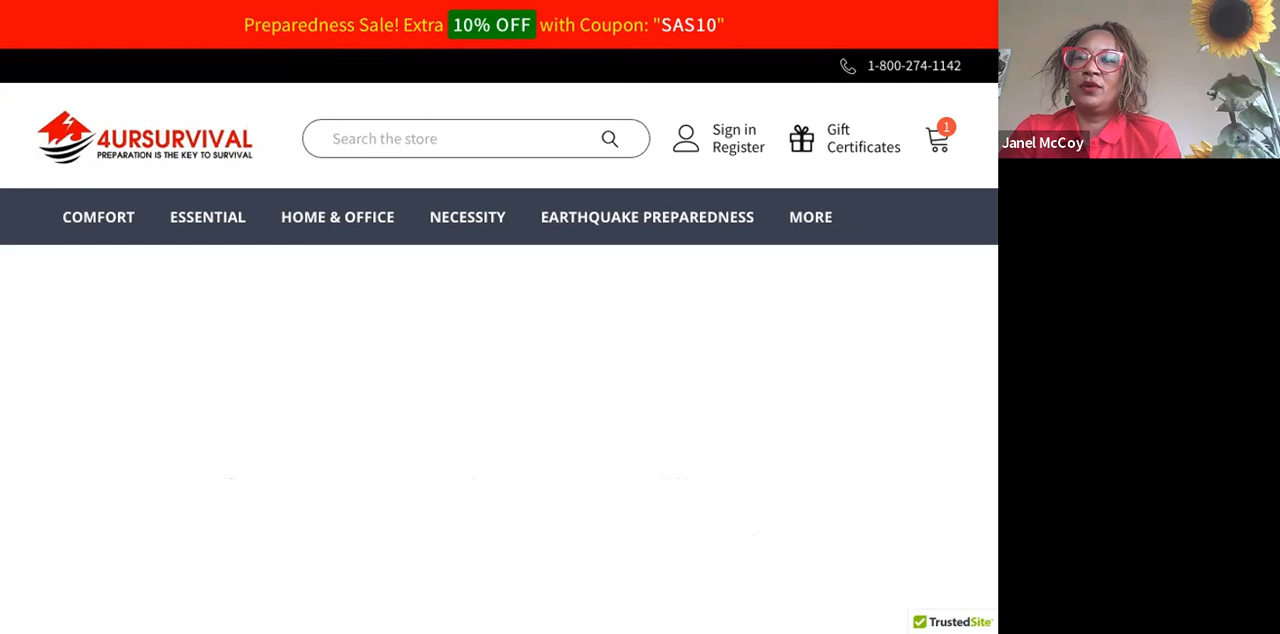 Preparedness Sale! Extra 10% OFF with Coupon: "SAS10"
1-800-274-1142
4URSURVIVAL
PREPARATION IS THE KEY TO SURVIVAL
Search the store
Sign in
Register
Gift
Certificates
1
COMFORT ESSENTIAL HOME & OFFICE NECESSITY EARTHQUAKE PREPAREDNESS MORE
Janel McCoy
TrustedSite